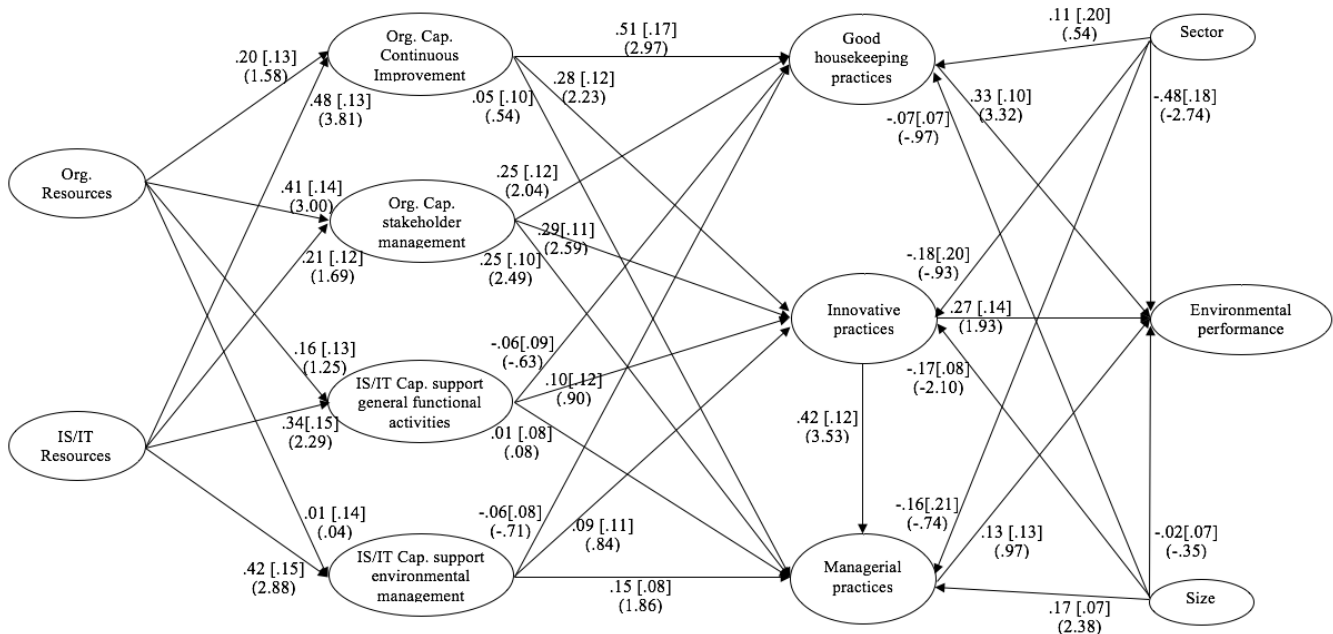 .20 [.13]
(1.58)
Org. Cap.
Continuous
Improvement
.51 [.17]
(2.97)
Good
housekeeping
practices
.11 [.20]
(.54)
Sector
.48 [.13]
(3.81)
.05 [.10]
(.54)
.28 [.12]
(2.23)
-.07[.07]
(-.97)
.33 [.10]
(3.32)
-.48[.18]
(-2.74)
Org.
Resources
.41 [.14]
(3.00)
Org. Cap.
stakeholder
management
.25 [.12]
(2.04)
.21 [.12]
(1.69)
.29[.11]
(2.59)
.25 [.10]
(2.49)
-.18[.20]
(-.93)
Innovative
practices
.27 [.14]
(1.93)
Environmental
performance
.16 [.13]
(1.25)
IS/IT Cap. support
general functional
activities
-.06[.09]
(-.63)
.10[.12]
(.90)
-.17[.08]
(-2.10)
IS/IT
Resources
.34[.15]
(2.29)
.01 [.08]
(.08)
.42 [.12]
(3.53)
.01 [.14]
(.04)
-.06[.08]
(-.71)
.09 [.11]
(.84)
-.16[.21]
(-.74)
.13 [.13]
(.97)
-.02[.07]
(-.35)
.42 [.15]
(2.88)
IS/IT Cap. support
environmental
management
.15 [.08]
(1.86)
Managerial
practices
.17 [.07]
(2.38)
Size